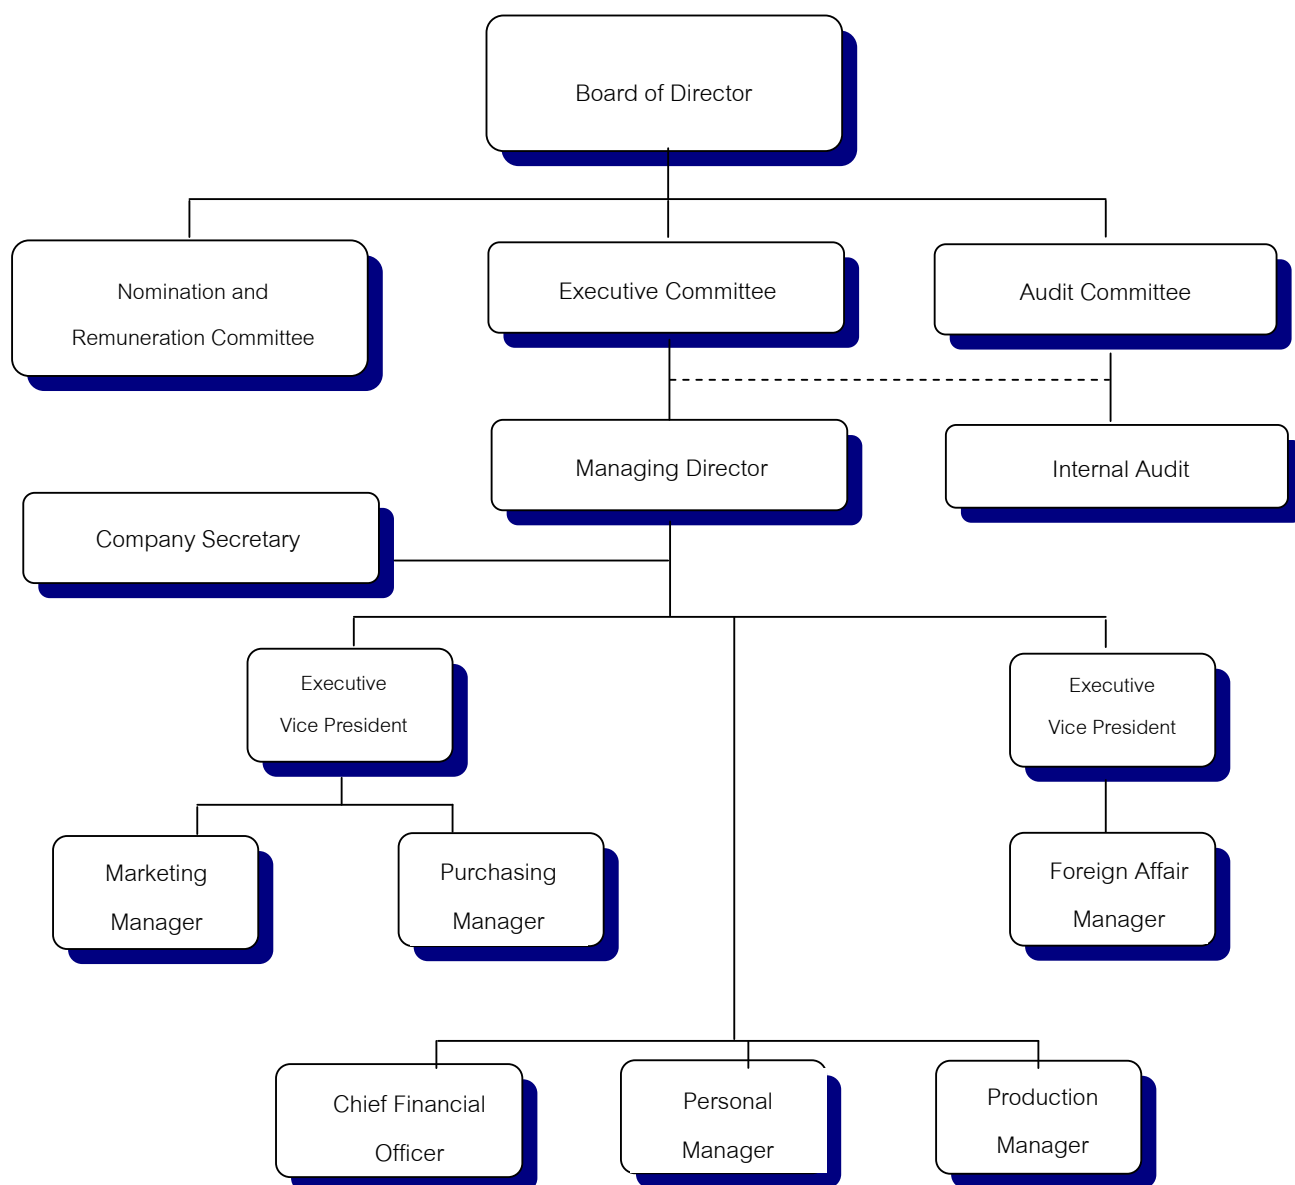 Board of Director
Nomination and
Remuneration Committee
Executive Committee
Audit Committee
Managing Director
Internal Audit
Company Secretary
Executive
Vice President
Executive
Vice President
Marketing
Manager
Purchasing
Manager
Foreign Affair
Manager
Chief Financial
Officer
Personal
Manager
Production
Manager